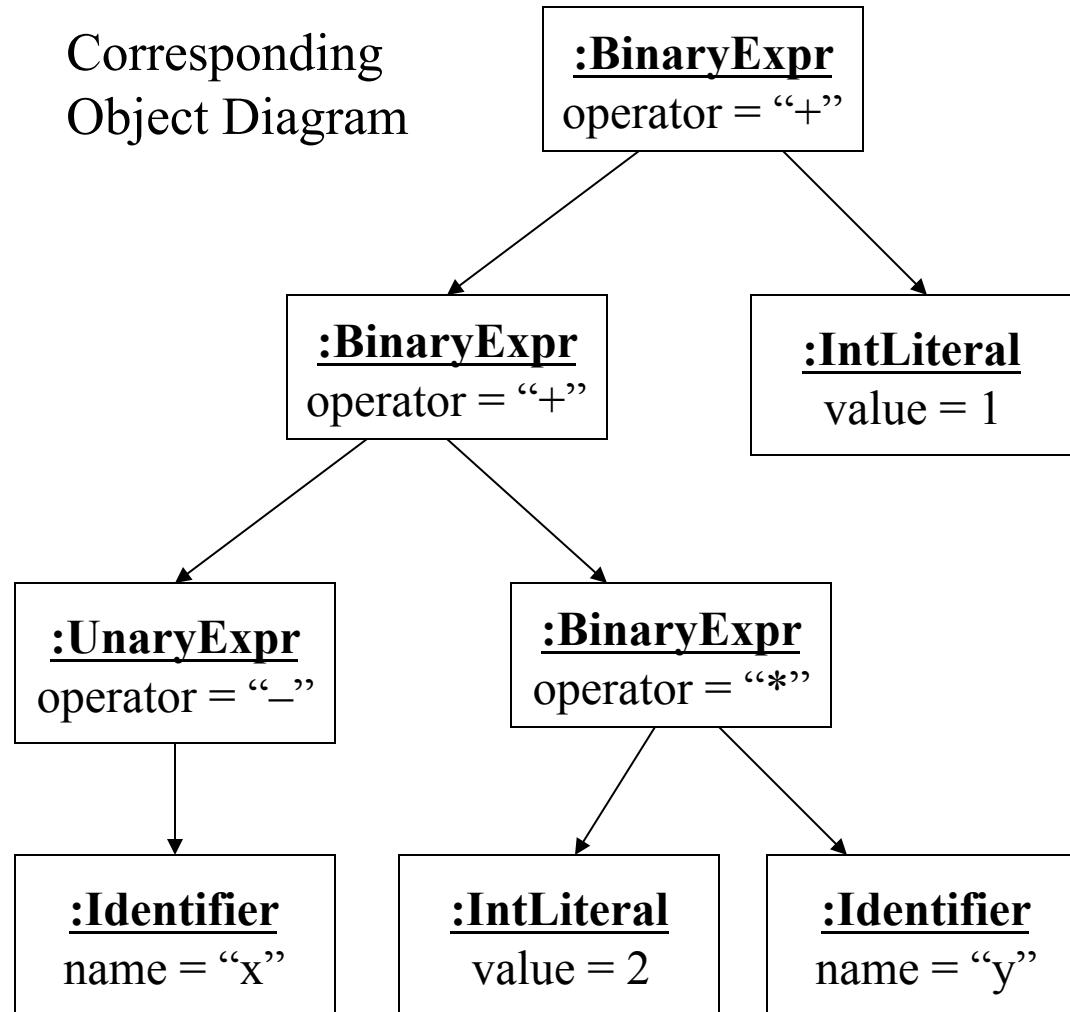 Corresponding
Object Diagram
:BinaryExpr
operator = “+”
:BinaryExpr
operator = “+”
:IntLiteral
value = 1
:UnaryExpr
operator = “–”
:BinaryExpr
operator = “*”
:Identifier
name = “x”
:IntLiteral
value = 2
:Identifier
name = “y”